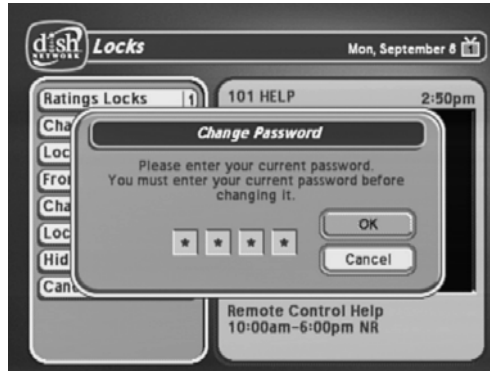 dish
NETWORK
Locks
Mon, September 8
Ratings Locks 1
101 HELP 2:50pm
Cha
Loc
Fron
Cha
Loc
Hid
Can
Change Password
Please enter your current password.
You must enter your current password before
changing it.
* * * *
OK
Cancel
Remote Control Help
10:00am-6:00pm NR